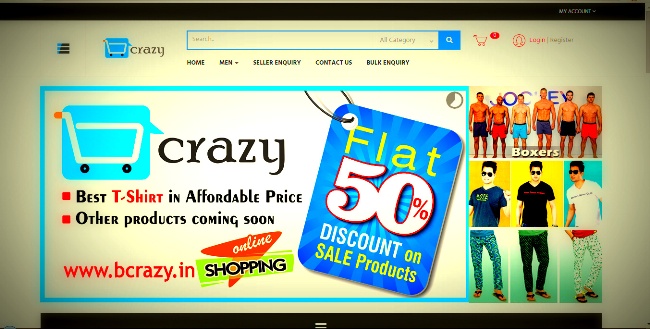 MY ACCOUNT
crazy
Search..
All Category
0
Login | Register
HOME
MEN
SELLER ENQUIRY
CONTACT US
BULK ENQUIRY
crazy
Best T-Shirt in Affordable Price
Other products coming soon
www.bcrazy.in
online
SHOPPING
Flat
50%
DISCOUNT on
SALE Products
JOCKEY
Boxers